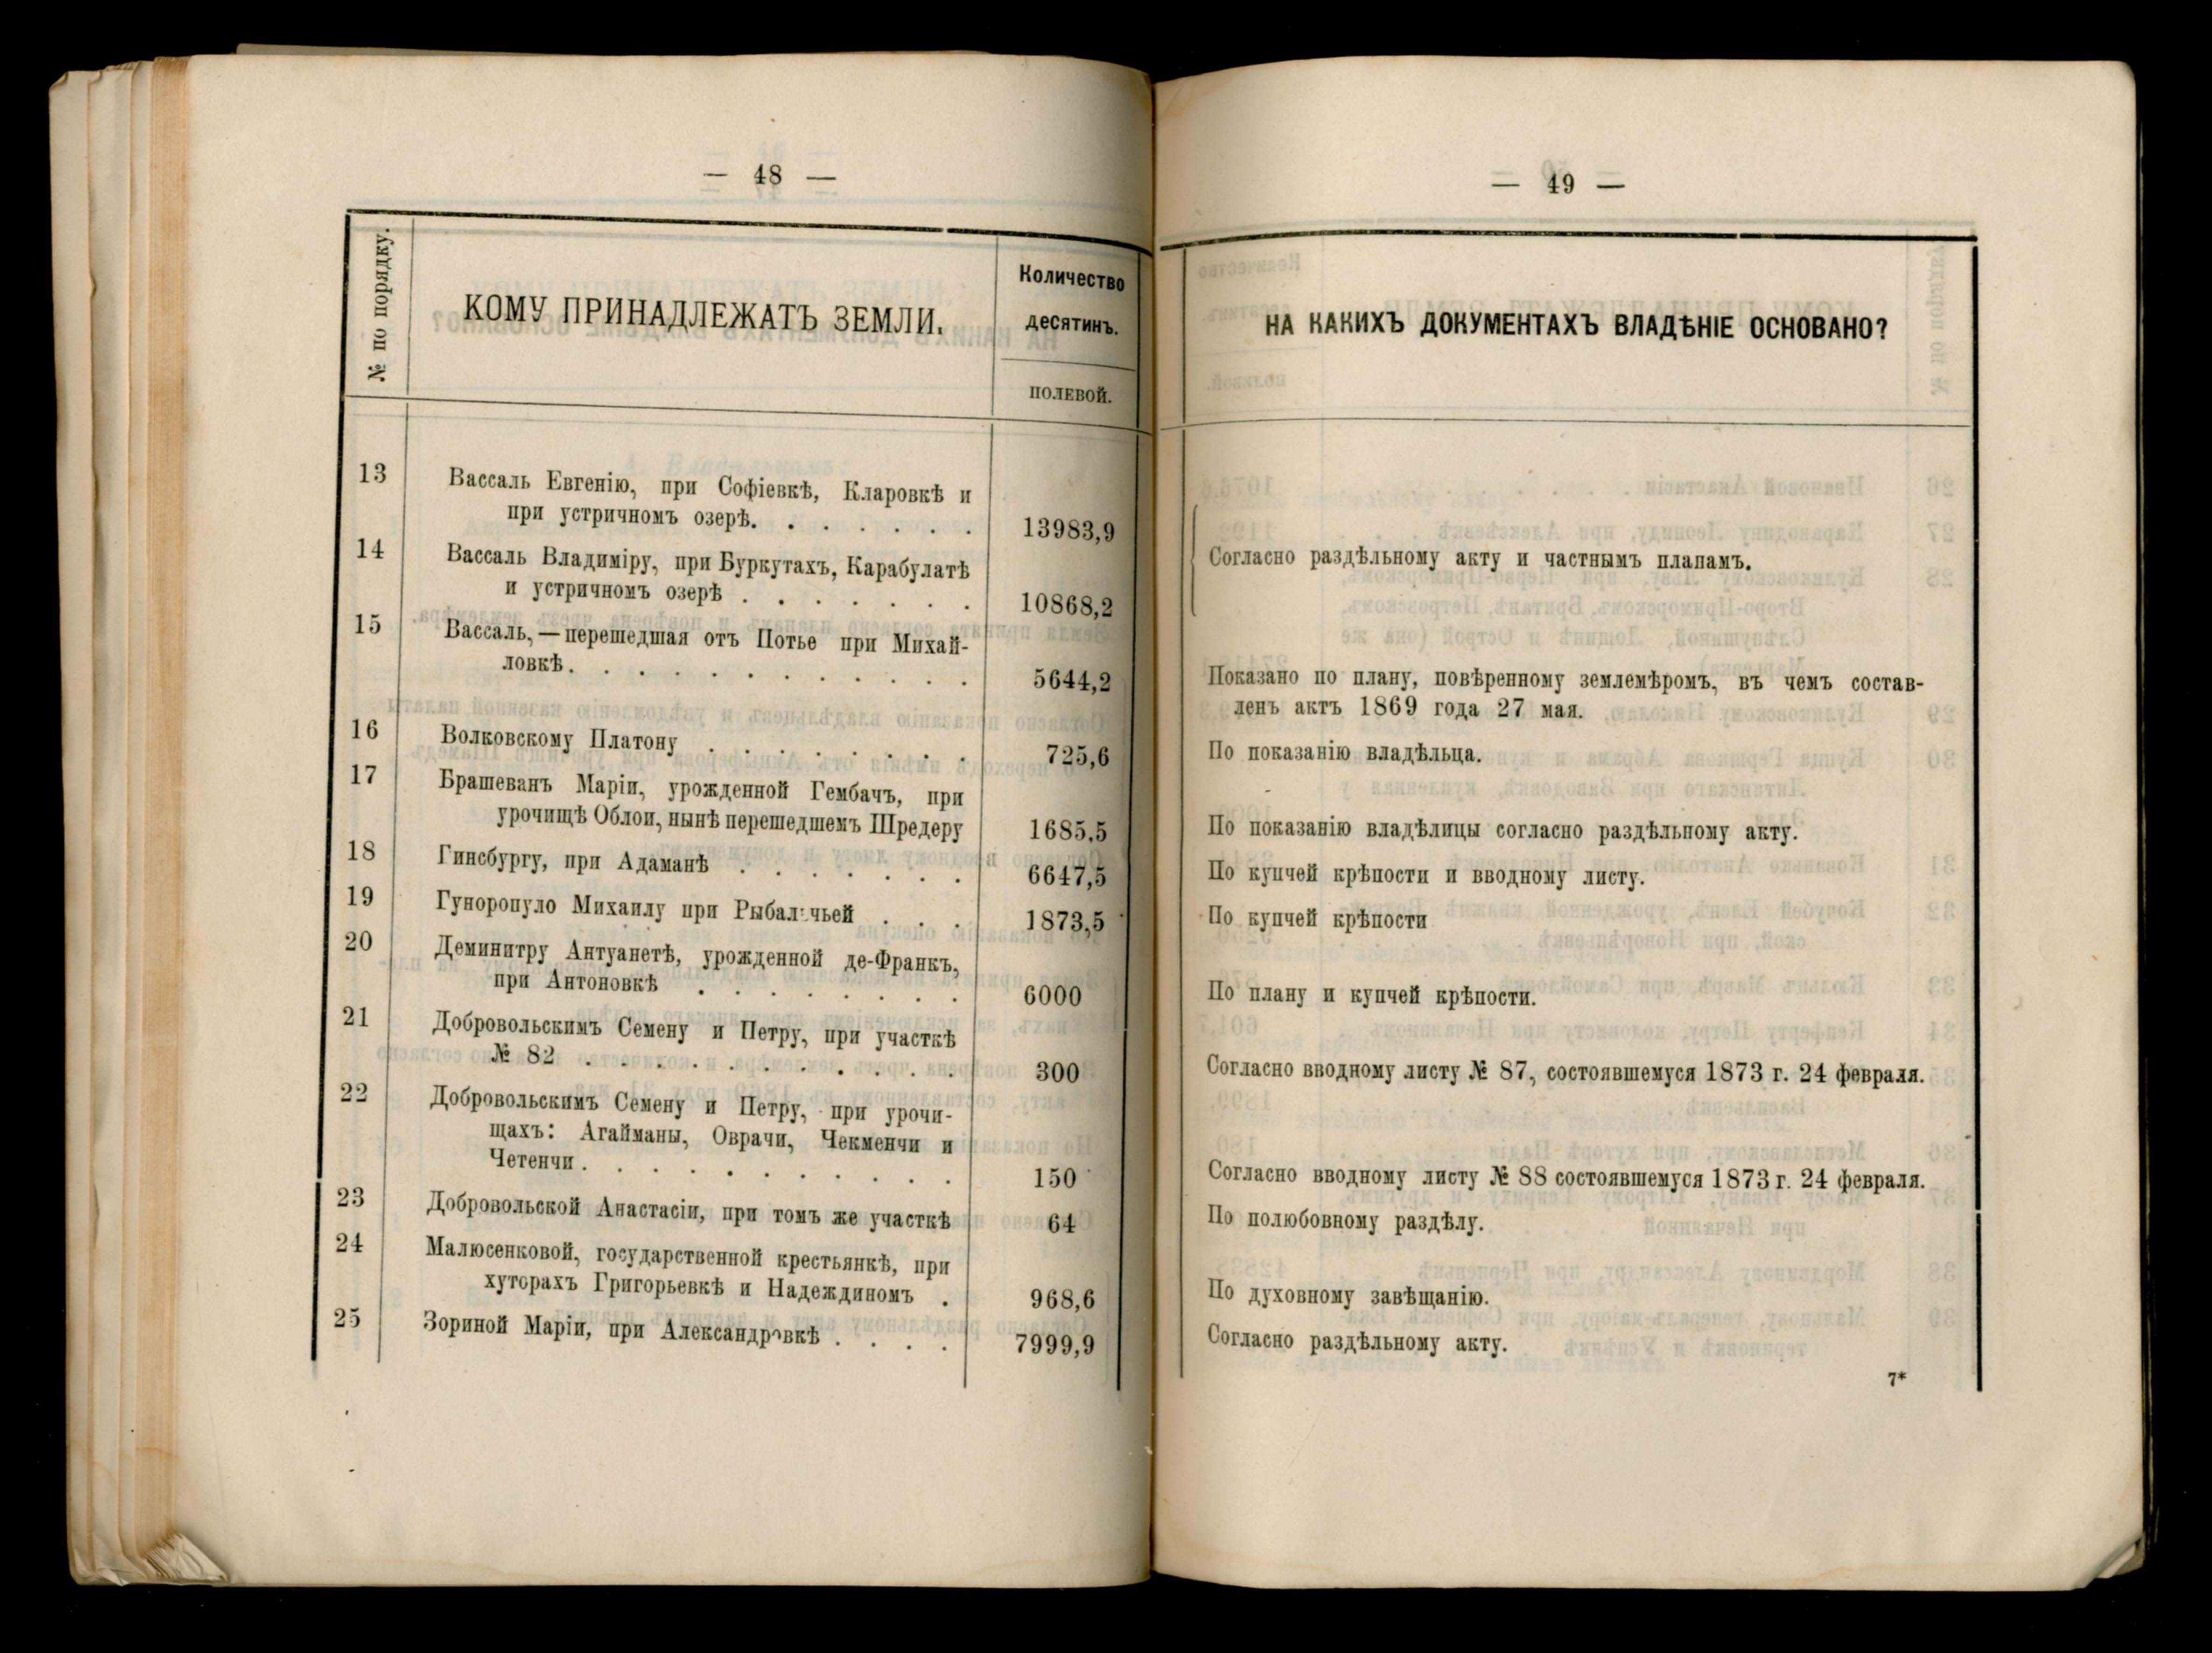 — 48 —
№ по порядку.
КОМУ ПРИНАДЛЕЖАТЪ ЗЕМЛИ.
Количество
десятинъ.
полевой.
13 Вассаль Евгенію, при Софіевкѣ, Кларовкѣ и
при устричномъ озерѣ. . . . . . . 13983,9
14 Вассаль Владиміру, при Буркутахъ, Карабулатѣ
и устричномъ озерѣ . . . . . . . 10868,2
15 Вассаль, — перешедшая отъ Потье при Михай-
ловкѣ. . . . . . . . . . . . 5644,2
16 Волковскому Платону . . . . . . . . 725,6
17 Брашеванъ Маріи, урожденной Гембачъ, при
урочищѣ Облои, нынѣ перешедшемъ Шредеру 1685,5
18 Гинсбургу, при Адаманѣ . . . . . . . 6647,5
19 Гуноропуло Михаилу при Рыбальчьей . . . 1873,5
20 Деминитру Антуанетѣ, урожденной де-Франкъ,
при Антоновкѣ . . . . . . . . 6000
21 Добровольскимъ Семену и Петру, при участкѣ
№ 82 . . . . . . . . . . . 300
22 Добровольскимъ Семену и Петру, при урочи-
щахъ: Агайманы, Оврачи, Чекменчи и
Четенчи. . . . . . . . . . . 150
23 Добровольской Анастасіи, при томъ же участкѣ 64
24 Малюсенковой, государственной крестьянкѣ, при
хуторахъ Григорьевкѣ и Надеждиномъ . 968,6
25 Зориной Маріи, при Александровкѣ . . . . 7999,9
— 49 —
НА КАКИХЪ ДОКУМЕНТАХЪ ВЛАДѢНІЕ ОСНОВАНО?
Согласно раздѣльному акту и частнымъ планамъ.
Показано по плану, повѣренному землемѣромъ, въ чемъ состав-
ленъ актъ 1869 года 27 мая.
По показанію владѣльца.
По показанію владѣлицы согласно раздѣльному акту.
По купчей крѣпости и вводному листу.
По купчей крѣпости
По плану и купчей крѣпости.
Согласно вводному листу № 87, состоявшемуся 1873 г. 24 февраля.
Согласно вводному листу № 88 состоявшемуся 1873 г. 24 февраля.
По полюбовному раздѣлу.
По духовному завѣщанію.
Согласно раздѣльному акту.
7*